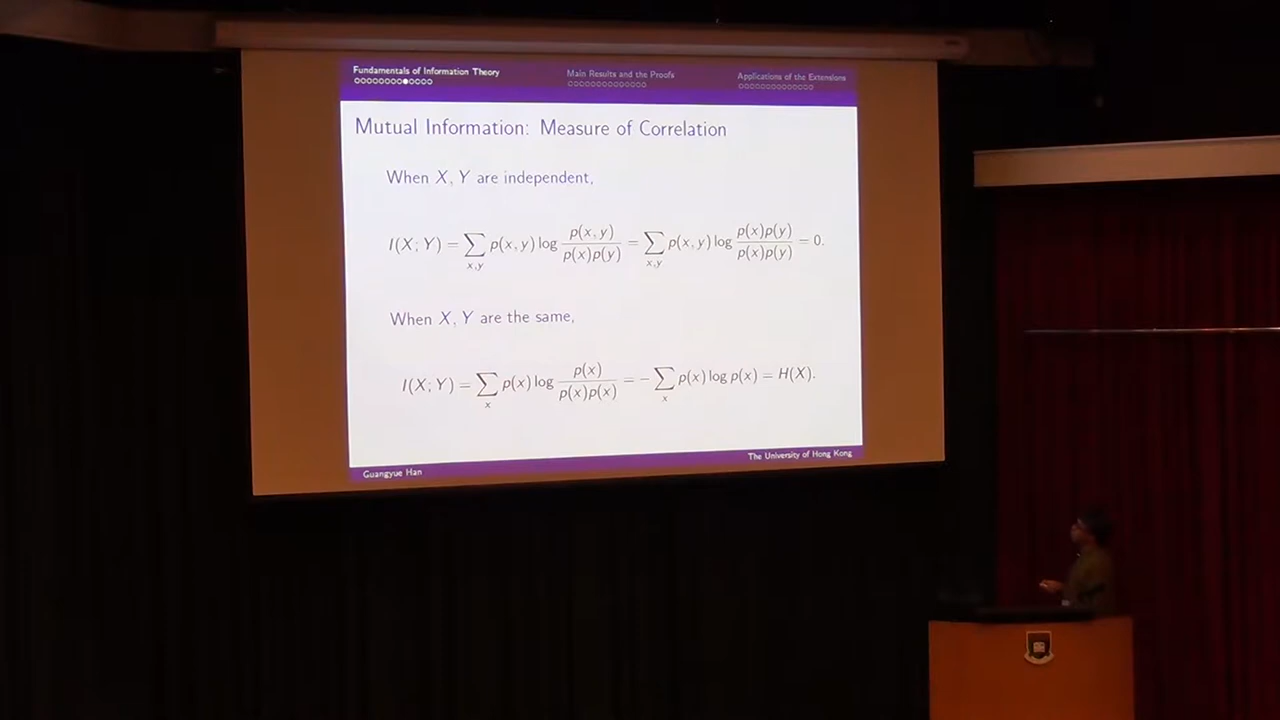 Fundamentals of Information Theory
Main Results and the Proofs
Applications of the Extensions
Mutual Information: Measure of Correlation
When X, Y are independent,
I(X; Y) = ∑_{x,y} p(x, y) log p(x, y)/p(x)p(y) = ∑_{x,y} p(x, y) log p(x)p(y)/p(x)p(y) = 0.
When X, Y are the same,
I(X; Y) = ∑_x p(x) log p(x)/p(x)p(x) = − ∑_x p(x) log p(x) = H(X).
Guangyue Han
The University of Hong Kong